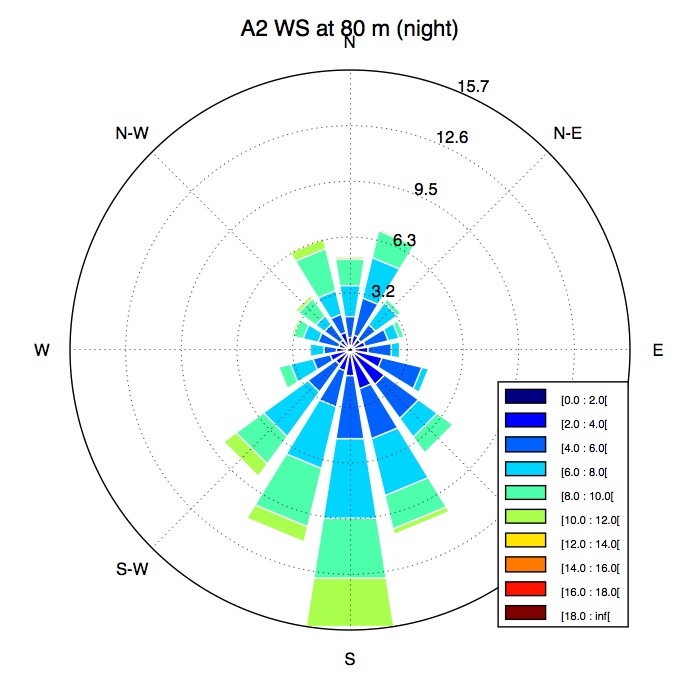 A2 WS at 80 m (night)
N
15.7
12.6
N-W
N-E
9.5
6.3
3.2
W
E
[0.0 : 2.0[
[2.0 : 4.0[
[4.0 : 6.0[
[6.0 : 8.0[
[8.0 : 10.0[
[10.0 : 12.0[
[12.0 : 14.0[
[14.0 : 16.0[
[16.0 : 18.0[
[18.0 : inf[
S-W
S